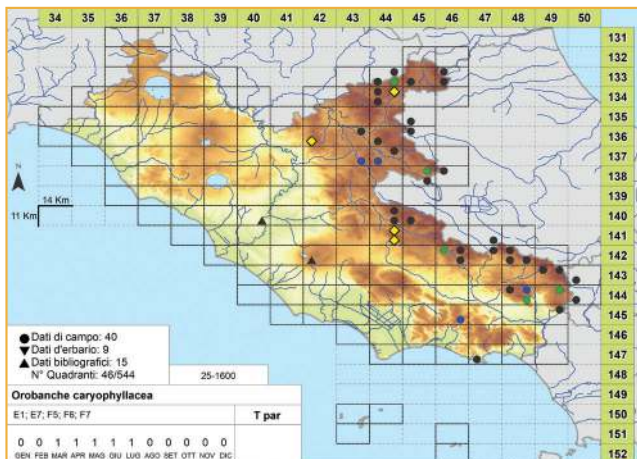 34 35 36 37 38 39 40 41 42 43 44 45 46 47 48 49 50
131
132
133
134
135
136
137
138
139
140
141
142
143
144
145
146
147
148
149
150
151
152
N
14 Km
11 Km
Dati di campo: 40
Dati d'erbario: 9
Dati bibliografici: 15
N° Quadranti: 46/544
25-1600
Orobanche caryophyllacea
E1; E7; F5; F6; F7
T par
0 0 1 1 1 1 1 0 0 0 0 0
GEN FEB MAR APR MAG GIU LUG AGO SET OTT NOV DIC